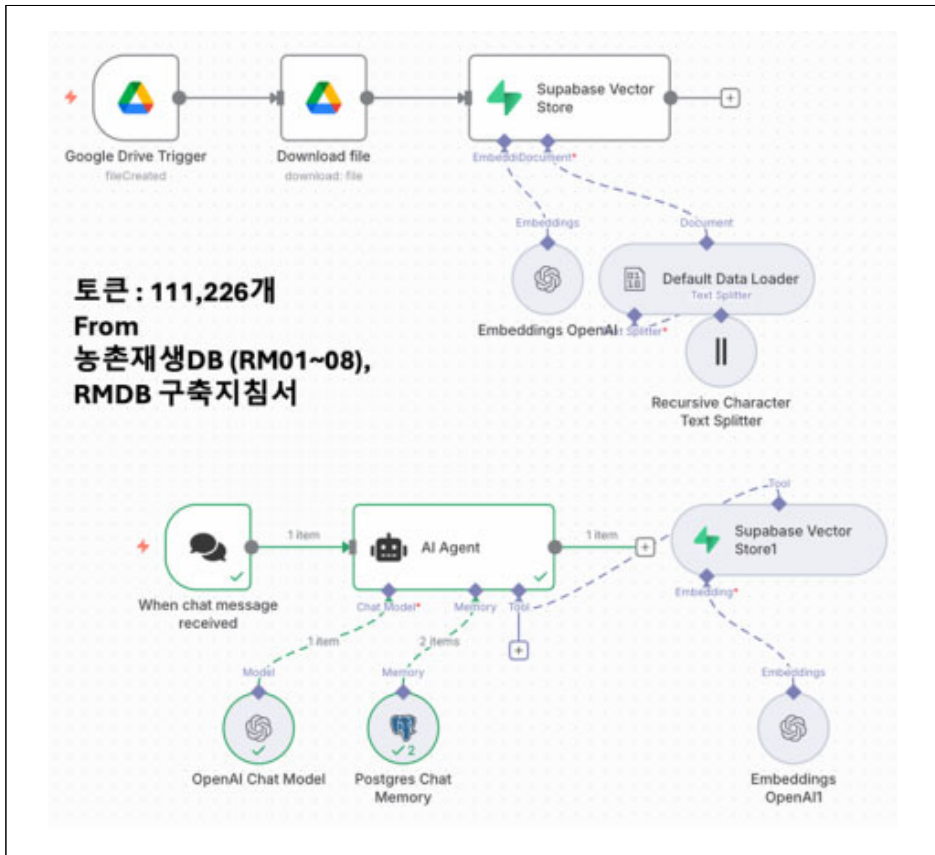 Google Drive Trigger
fileCreated
Download file
download: file
Supabase Vector
Store
Embeddi
Document*
Embeddings
Document
Embeddings OpenAI
Default Data Loader
Text Splitter
t Splitter*
Recursive Character
Text Splitter
토큰 : 111,226개
From
농촌재생DB (RM01~08),
RMDB 구축지침서
When chat message
received
1 item
AI Agent
1 item
Chat Model*
Memory
Tool
1 item
2 items
Model
Memory
OpenAI Chat Model
2
Postgres Chat
Memory
Tool
Supabase Vector
Store1
Embedding*
Embeddings
Embeddings
OpenAI1